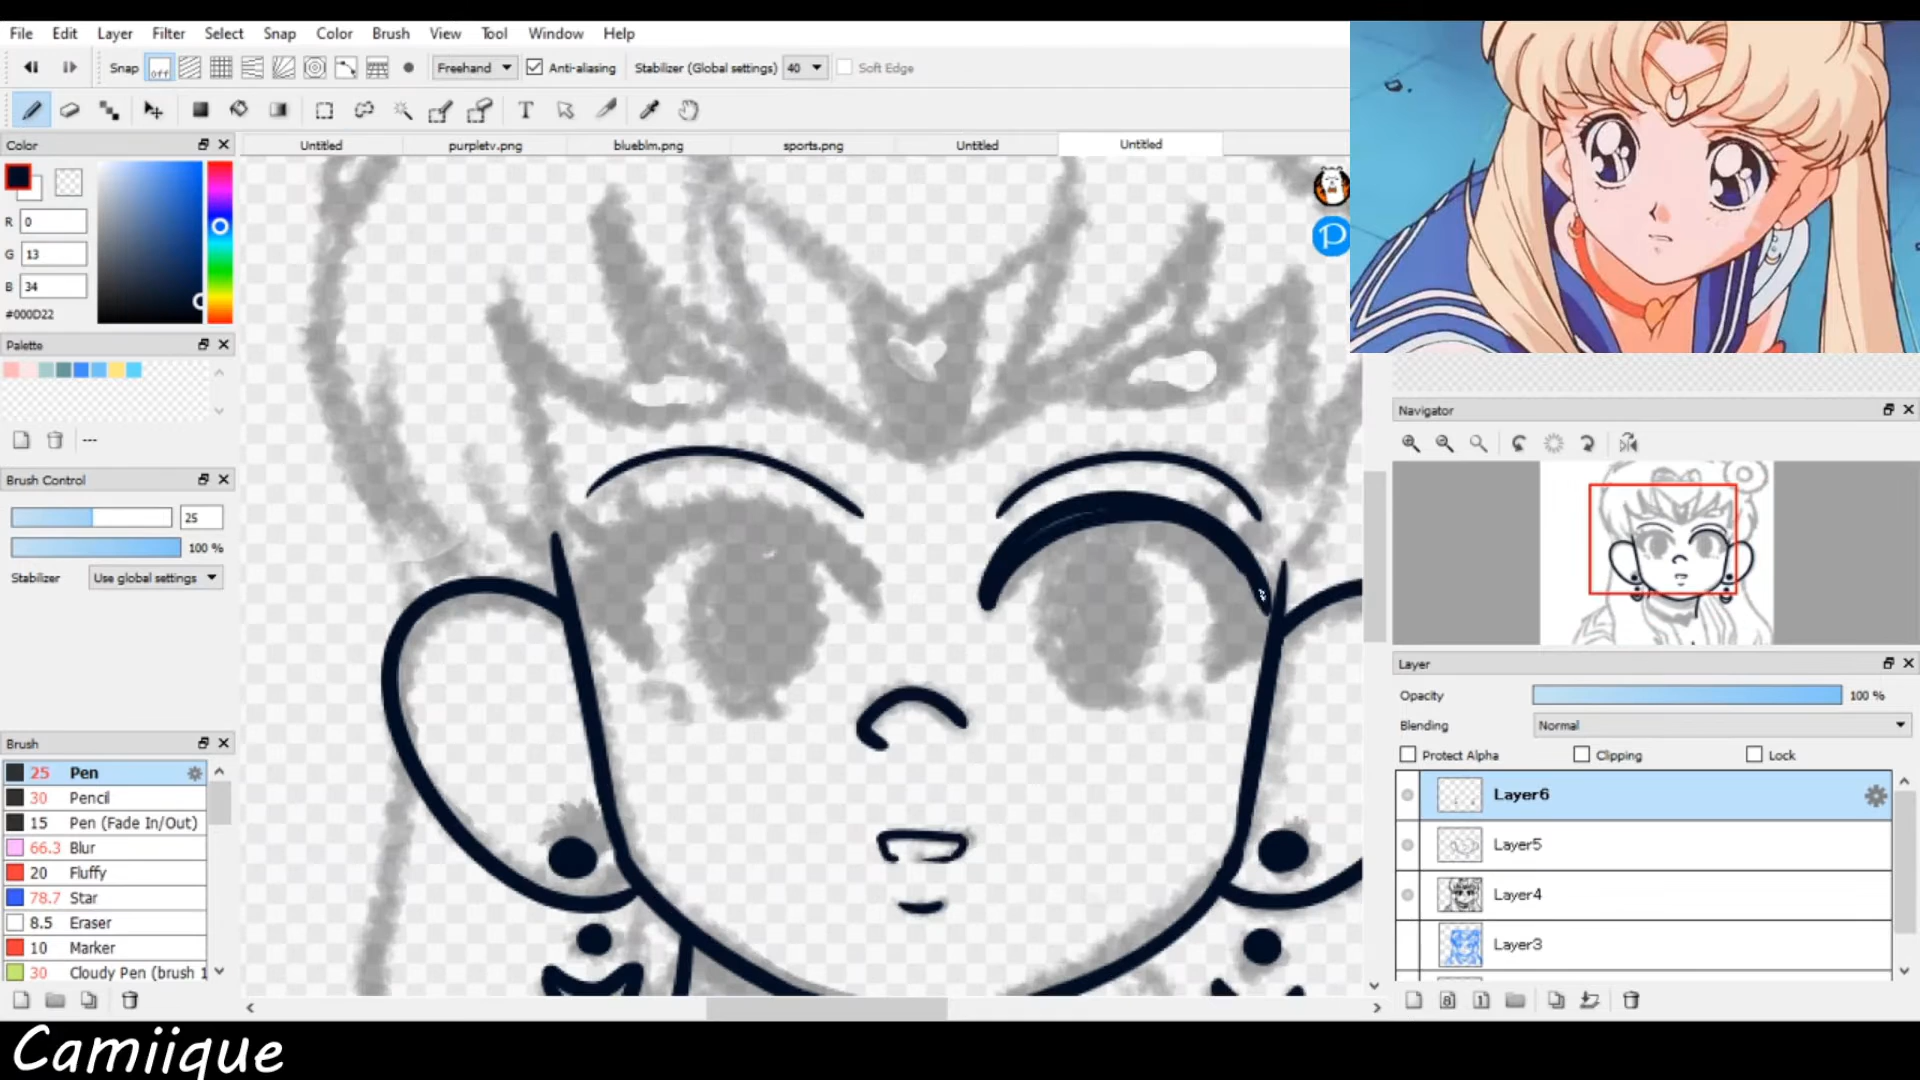 File Edit Layer Filter Select Snap Color Brush View Tool Window Help
Snap off Freehand Anti-aliasing Stabilizer (Global settings) 40 Soft Edge
T
Color
Untitled purpletv.png blueblm.png sports.png Untitled Untitled
R 0
G 13
B 34
#000D22
Palette
---
Brush Control
25
100 %
Stabilizer Use global settings
Brush
25 Pen
30 Pencil
15 Pen (Fade In/Out)
66.3 Blur
20 Fluffy
78.7 Star
8.5 Eraser
10 Marker
30 Cloudy Pen (brush 1
P
Navigator
Layer
Opacity 100 %
Blending Normal
Protect Alpha Clipping Lock
Layer6
Layer5
Layer4
Layer3
8 1
Camiique